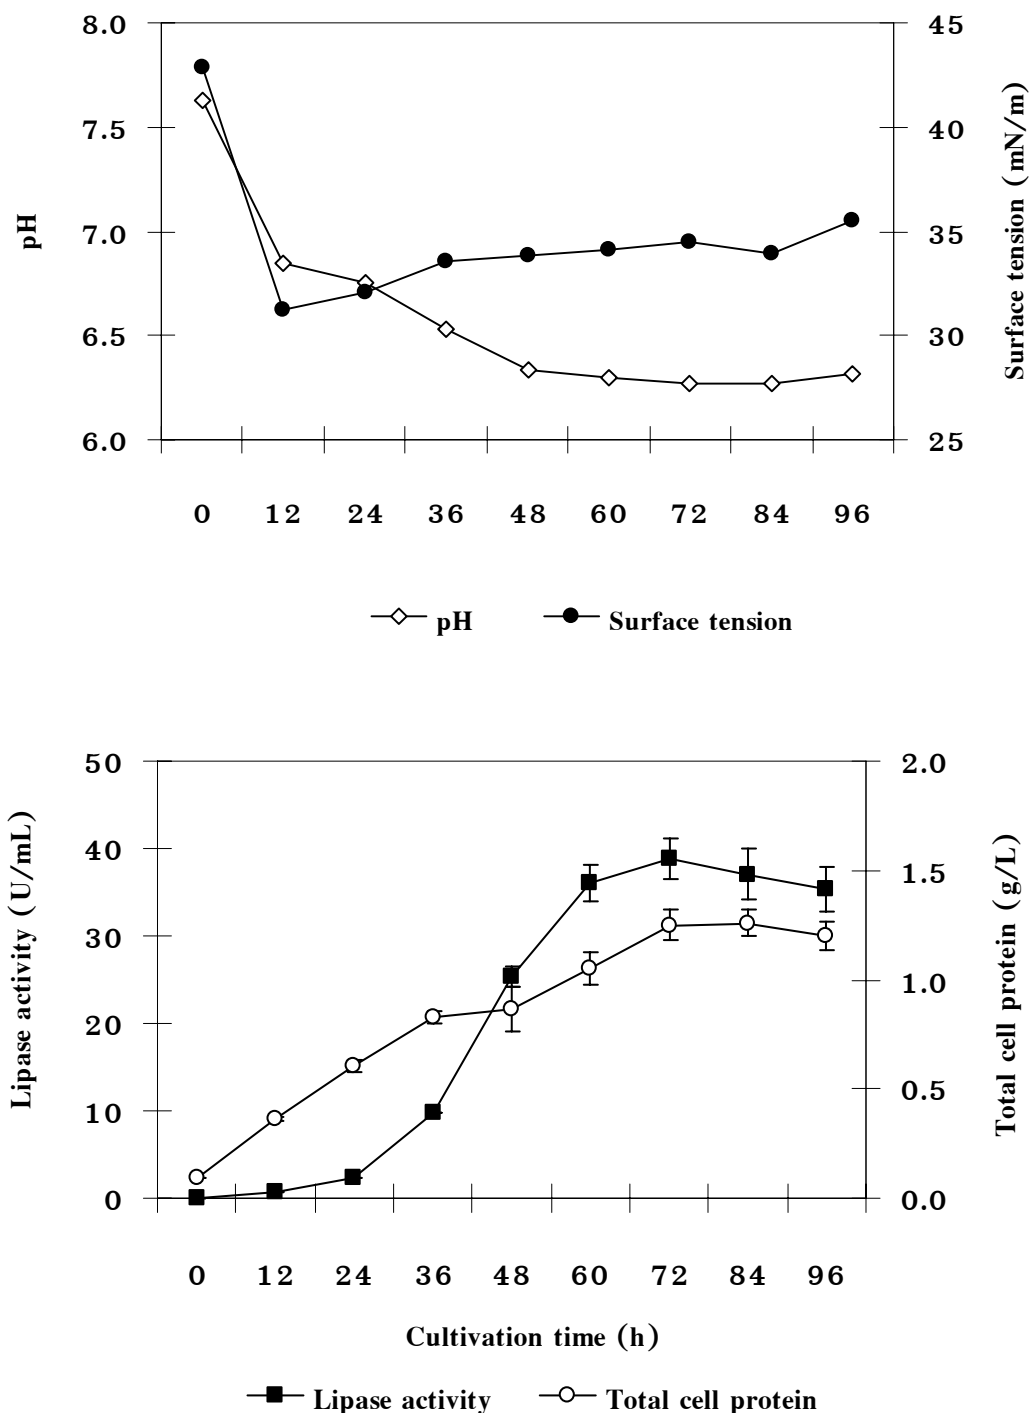 8.0 45
7.5 40
7.0 35
6.5 30
6.0 25
pH
Surface tension (mN/m)
0 12 24 36 48 60 72 84 96
pH Surface tension
50 2.0
40 1.5
30 1.0
20 0.5
10 0.0
0
Lipase activity (U/mL)
Total cell protein (g/L)
0 12 24 36 48 60 72 84 96
Cultivation time (h)
Lipase activity Total cell protein